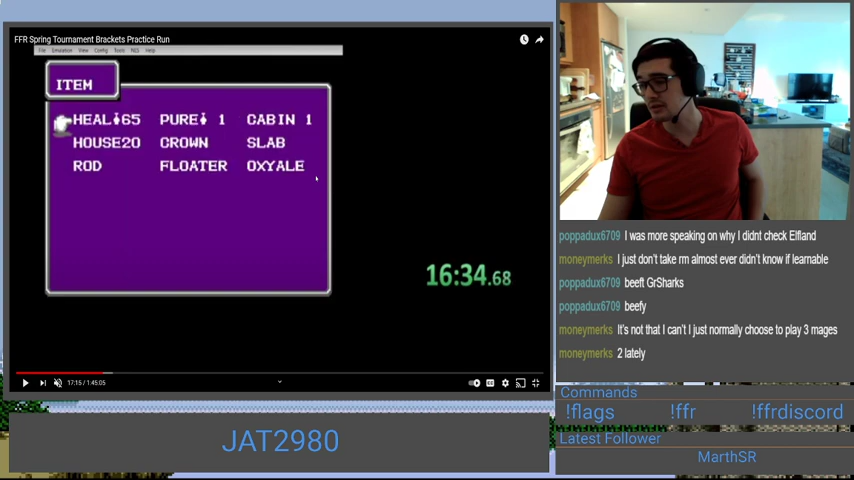 FFR Spring Tournament Brackets Practice Run
File Emulation View Config Tools NES Help
ITEM
HEAL 65 PURE 1 CABIN 1
HOUSE20 CROWN SLAB
ROD FLOATER OXYALE
16:34.68
17:15 / 1:45:05
JAT2980
poppadux6709 I was more speaking on why I didnt check Elfland
moneymerks I just don't take rm almost ever didn't know if learnable
poppadux6709 beeft GrSharks
poppadux6709 beefy
moneymerks It's not that I can't I just normally choose to play 3 mages
moneymerks 2 lately
Commands
!flags !ffr !ffrdiscord
Latest Follower
MarthSR